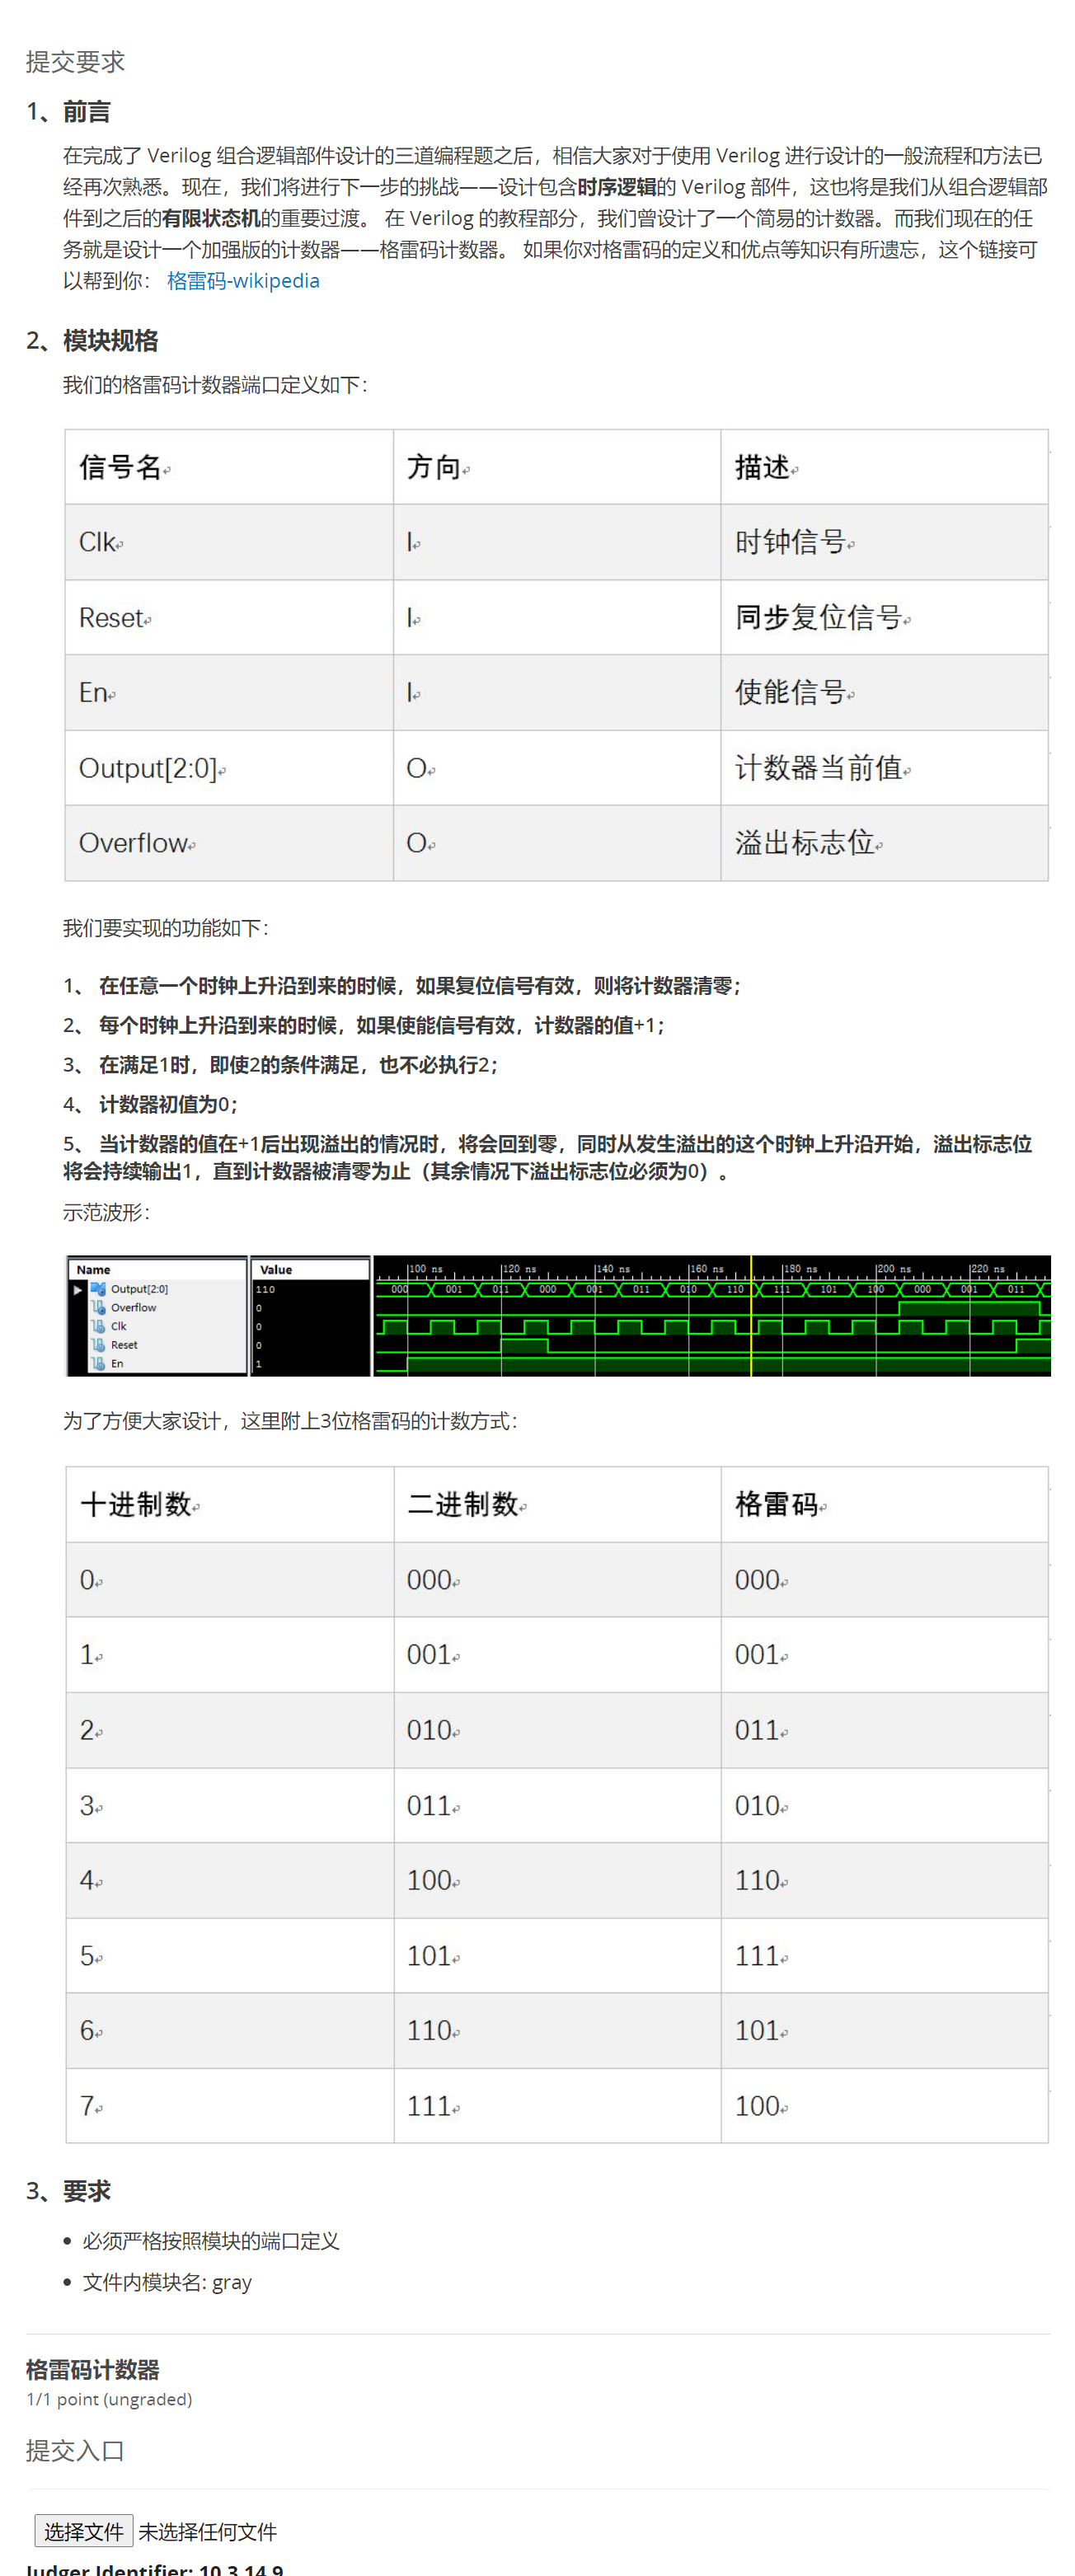 提交要求
1、前言
在完成了 Verilog 组合逻辑部件设计的三道编程题之后，相信大家对于使用 Verilog 进行设计的一般流程和方法已
经再次熟悉。现在，我们将进行下一步的挑战——设计包含时序逻辑的 Verilog 部件，这也将是我们从组合逻辑部
件到之后的有限状态机的重要过渡。 在 Verilog 的教程部分，我们曾设计了一个简易的计数器。而我们现在的任
务就是设计一个加强版的计数器——格雷码计数器。 如果你对格雷码的定义和优点等知识有所遗忘，这个链接可
以帮到你： 格雷码-wikipedia
2、模块规格
我们的格雷码计数器端口定义如下：
信号名 方向 描述
Clk I 时钟信号
Reset I 同步复位信号
En I 使能信号
Output[2:0] O 计数器当前值
Overflow O 溢出标志位
我们要实现的功能如下：
1、 在任意一个时钟上升沿到来的时候，如果复位信号有效，则将计数器清零；
2、 每个时钟上升沿到来的时候，如果使能信号有效，计数器的值+1；
3、 在满足1时，即使2的条件满足，也不必执行2；
4、 计数器初值为0；
5、 当计数器的值在+1后出现溢出的情况时，将会回到零，同时从发生溢出的这个时钟上升沿开始，溢出标志位
将会持续输出1，直到计数器被清零为止（其余情况下溢出标志位必须为0）。
示范波形：
Name Value 100 ns 120 ns 140 ns 160 ns 180 ns 200 ns 220 ns
Output[2:0] 110 000 001 011 000 001 011 010 110 111 101 100 000 001 011
Overflow 0
Clk 0
Reset 0
En 1
为了方便大家设计，这里附上3位格雷码的计数方式：
十进制数 二进制数 格雷码
0 000 000
1 001 001
2 010 011
3 011 010
4 100 110
5 101 111
6 110 101
7 111 100
3、要求
• 必须严格按照模块的端口定义
• 文件内模块名: gray
格雷码计数器
1/1 point (ungraded)
提交入口
选择文件 未选择任何文件
Judger Identifier: 10.3.14.9